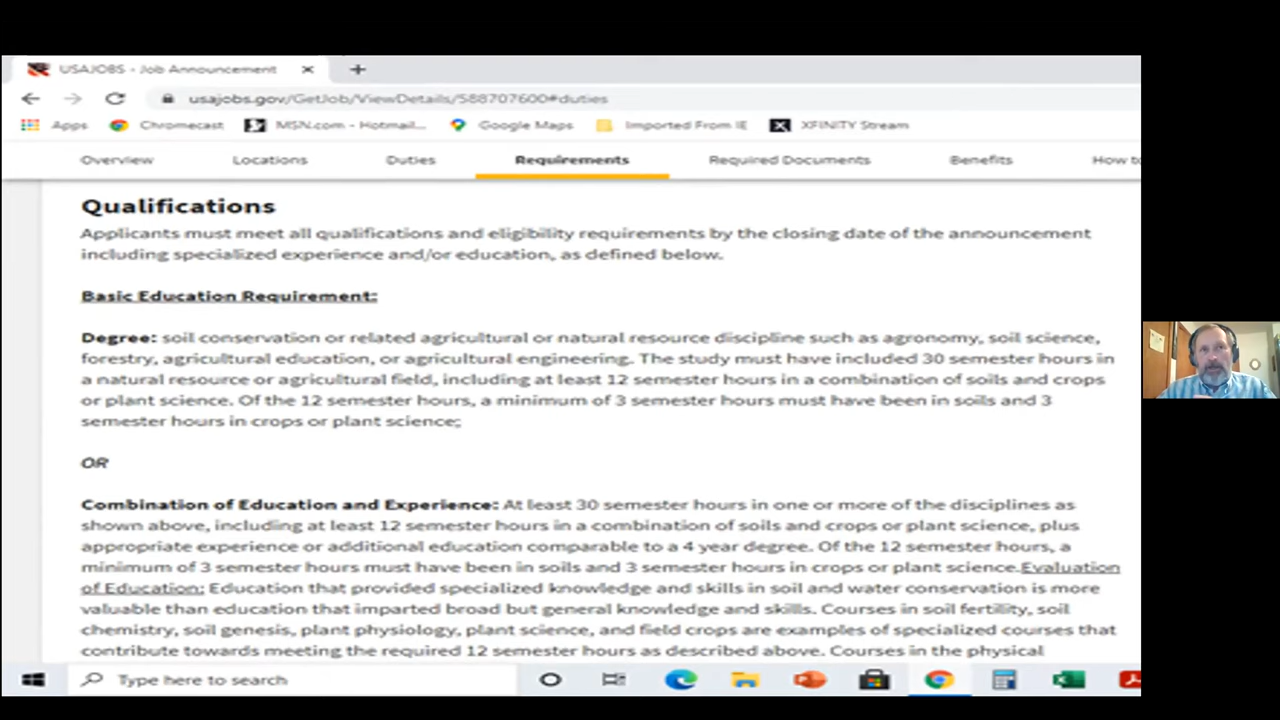 USAJOBS - Job Announcement
usajobs.gov/GetJob/ViewDetails/588707600#duties
Apps Chromecast MSN.com - Hotmail... Google Maps Imported From IE XFINITY Stream
Overview Locations Duties Requirements Required Documents Benefits How to
Qualifications
Applicants must meet all qualifications and eligibility requirements by the closing date of the announcement
including specialized experience and/or education, as defined below.
Basic Education Requirement:
Degree: soil conservation or related agricultural or natural resource discipline such as agronomy, soil science,
forestry, agricultural education, or agricultural engineering. The study must have included 30 semester hours in
a natural resource or agricultural field, including at least 12 semester hours in a combination of soils and crops
or plant science. Of the 12 semester hours, a minimum of 3 semester hours must have been in soils and 3
semester hours in crops or plant science;
OR
Combination of Education and Experience: At least 30 semester hours in one or more of the disciplines as
shown above, including at least 12 semester hours in a combination of soils and crops or plant science, plus
appropriate experience or additional education comparable to a 4 year degree. Of the 12 semester hours, a
minimum of 3 semester hours must have been in soils and 3 semester hours in crops or plant science.Evaluation
of Education: Education that provided specialized knowledge and skills in soil and water conservation is more
valuable than education that imparted broad but general knowledge and skills. Courses in soil fertility, soil
chemistry, soil genesis, plant physiology, plant science, and field crops are examples of specialized courses that
contribute towards meeting the required 12 semester hours as described above. Courses in the physical
Type here to search